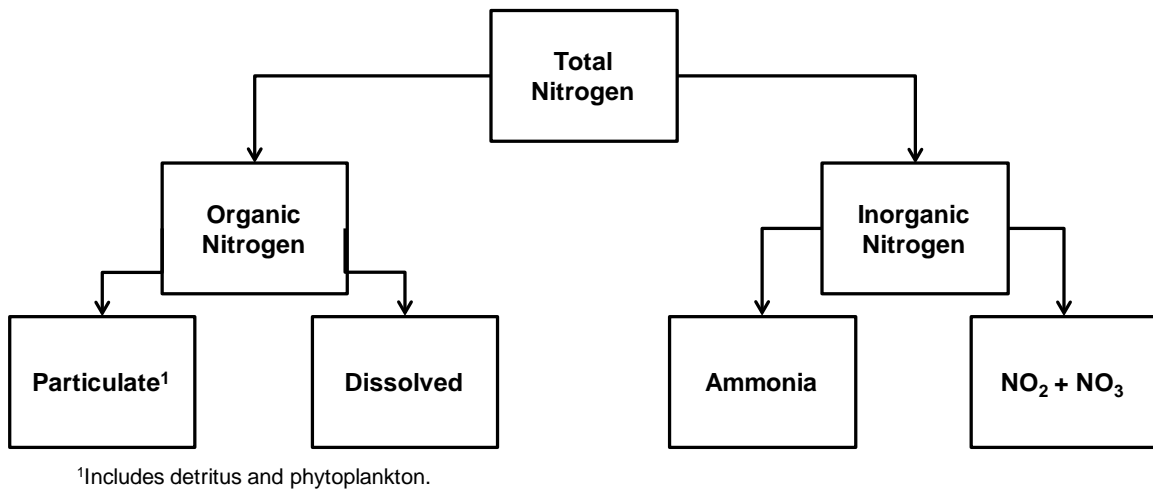 Total
Nitrogen
Organic
Nitrogen
Inorganic
Nitrogen
Particulate¹
Dissolved
Ammonia
NO₂ + NO₃
¹Includes detritus and phytoplankton.